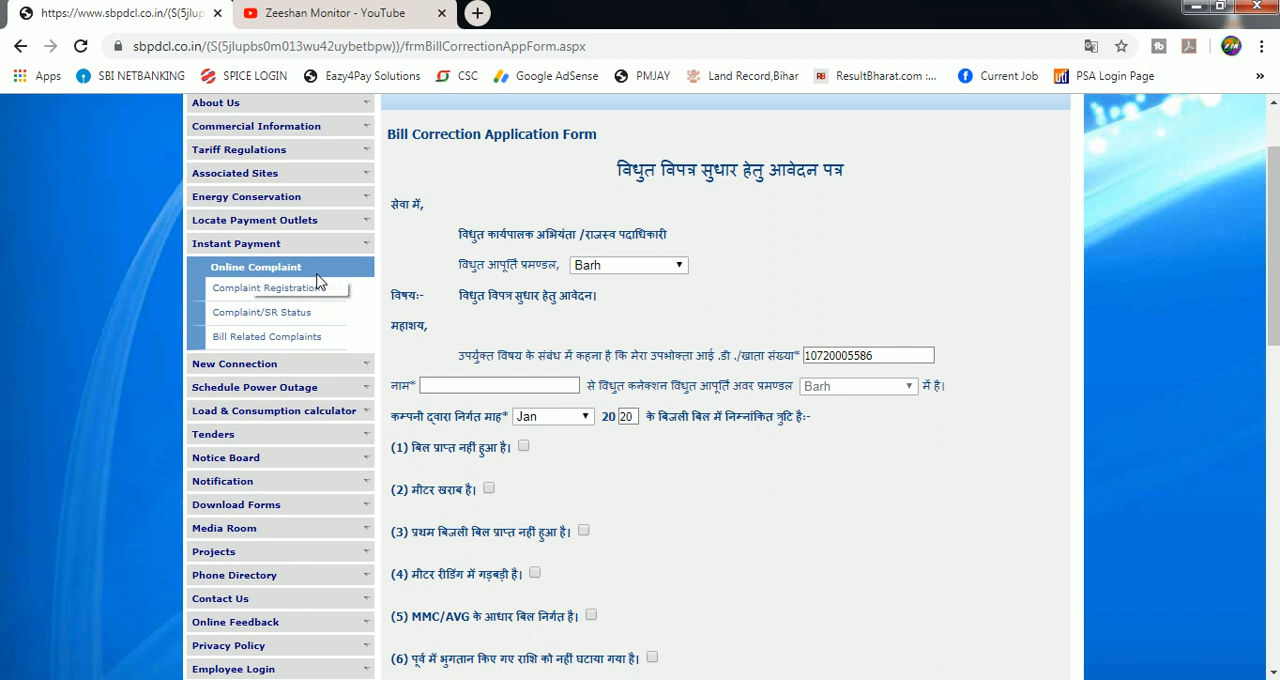 https://www.sbpdcl.co.in/(S(5jlup
Zeeshan Monitor - YouTube
sbpdcl.co.in/(S(5jlupbs0m013wu42uybetbpw))/frmBillCorrectionAppForm.aspx
Apps SBI NETBANKING SPICE LOGIN Eazy4Pay Solutions CSC Google AdSense PMJAY Land Record,Bihar ResultBharat.com :... Current Job PSA Login Page »
About Us
Commercial Information
Tariff Regulations
Associated Sites
Energy Conservation
Locate Payment Outlets
Instant Payment
Online Complaint
Complaint Registration
Complaint/SR Status
Bill Related Complaints
New Connection
Schedule Power Outage
Load & Consumption calculator
Tenders
Notice Board
Notification
Download Forms
Media Room
Projects
Phone Directory
Contact Us
Online Feedback
Privacy Policy
Employee Login
Bill Correction Application Form
विधुत विपत्र सुधार हेतु आवेदन पत्र
सेवा में,
विधुत कार्यपालक अभियंता /राजस्व पदाधिकारी
विधुत आपूर्ति प्रमण्डल, Barh
विषय:- विधुत विपत्र सुधार हेतु आवेदन।
महाशय,
उपर्युक्त विषय के संबंध में कहना है कि मेरा उपभोक्ता आई .डी ./खाता संख्या* 10720005586
नाम* से विधुत कनेक्शन विधुत आपूर्ति अवर प्रमण्डल Barh में है।
कम्पनी द्वारा निर्गत माह* Jan 20 20 के बिजली बिल में निम्नांकित त्रुटि है:-
(1) बिल प्राप्त नहीं हुआ है।
(2) मीटर खराब है।
(3) प्रथम बिजली बिल प्राप्त नहीं हुआ है।
(4) मीटर रीडिंग में गड़बड़ी है।
(5) MMC/AVG के आधार बिल निर्गत है।
(6) पूर्व में भुगतान किए गए राशि को नहीं घटाया गया है।